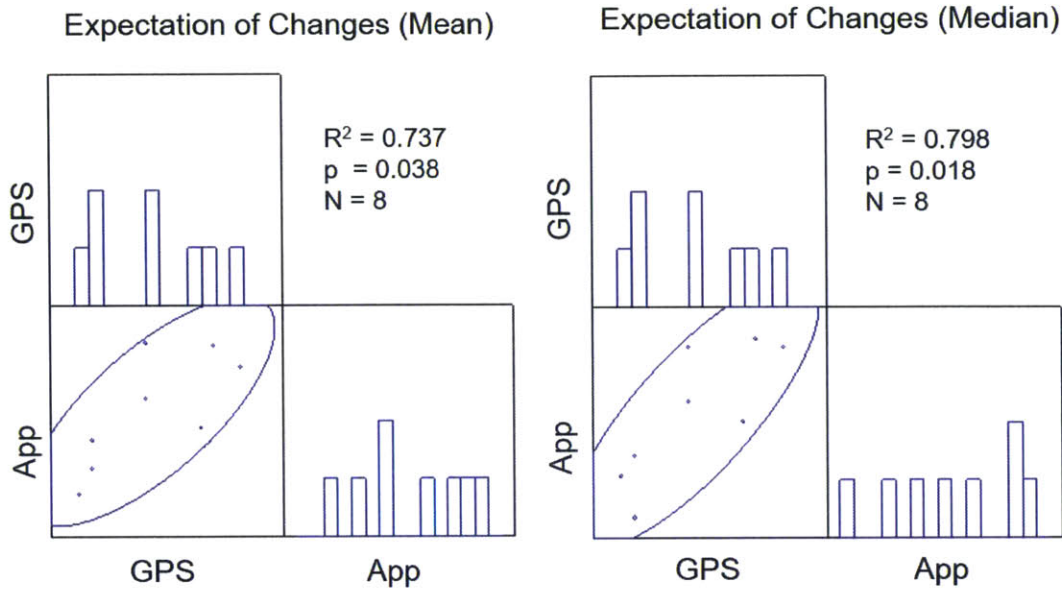 Expectation of Changes (Mean)
R² = 0.737
p = 0.038
N = 8
GPS
App
GPS
App
Expectation of Changes (Median)
R² = 0.798
p = 0.018
N = 8
GPS
App
GPS
App